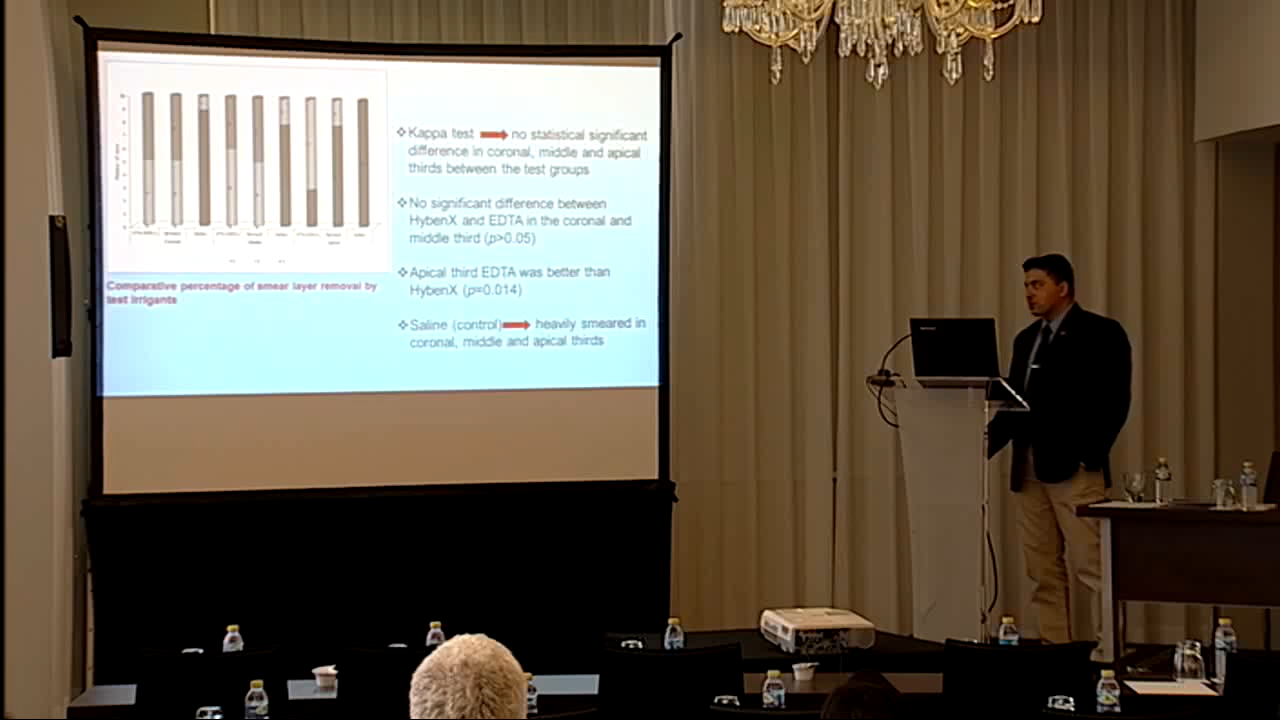 Comparative percentage of smear layer removal by
test irrigants
❖Kappa test ➡ no statistical significant
difference in coronal, middle and apical
thirds between the test groups
❖No significant difference between
HybenX and EDTA in the coronal and
middle third (p>0.05)
❖Apical third EDTA was better than
HybenX (p=0.014)
❖Saline (control) ➡ heavily smeared in
coronal, middle and apical thirds